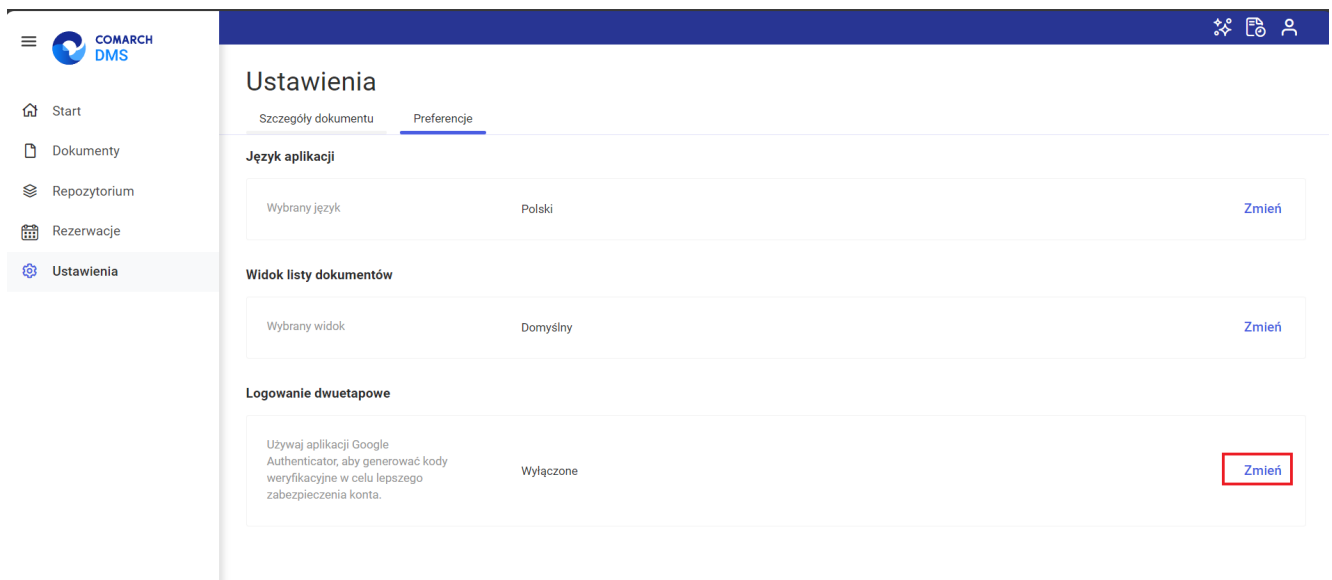 COMARCH
DMS
Start
Dokumenty
Repozytorium
Rezerwacje
Ustawienia
Ustawienia
Szczegóły dokumentu
Preferencje
Język aplikacji
Wybrany język
Polski
Zmień
Widok listy dokumentów
Wybrany widok
Domyślny
Zmień
Logowanie dwuetapowe
Używaj aplikacji Google
Authenticator, aby generować kody
weryfikacyjne w celu lepszego
zabezpieczenia konta.
Wyłączone
Zmień